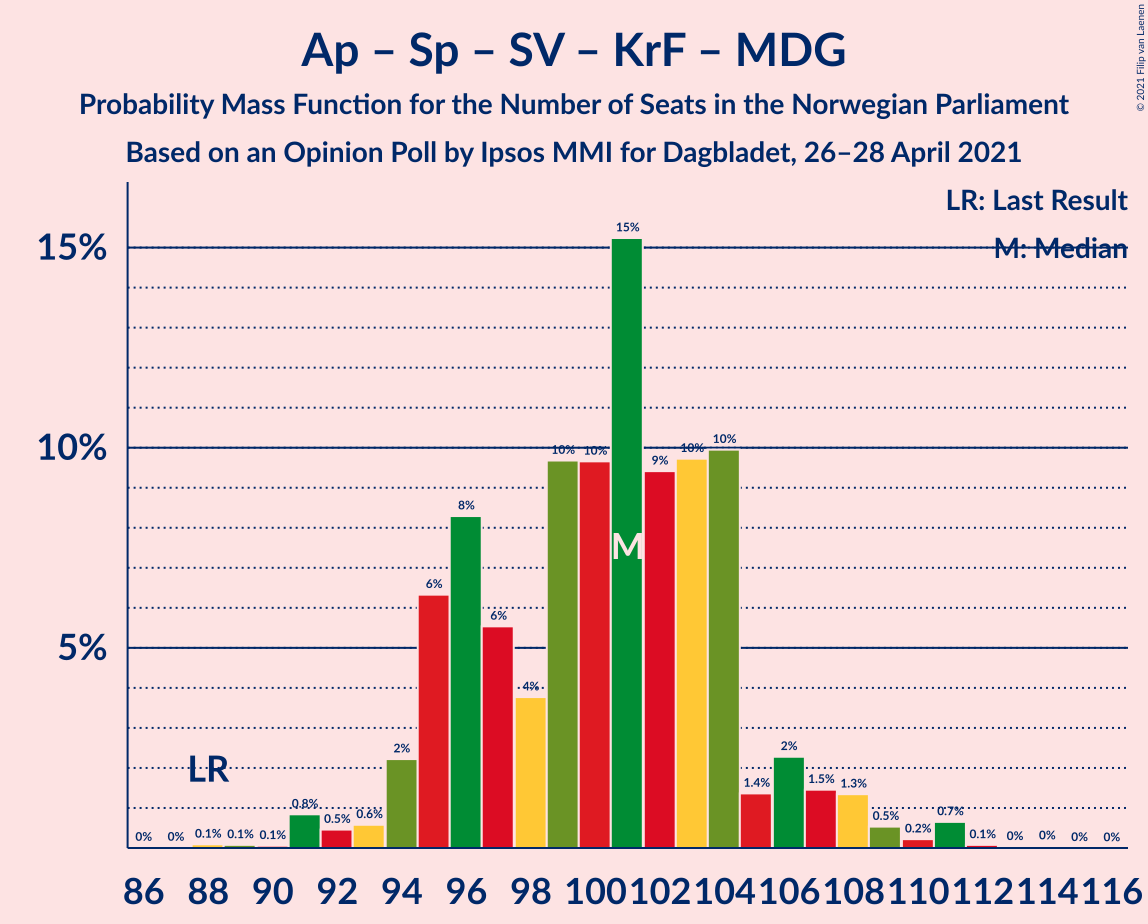 Ap – Sp – SV – KrF – MDG
Probability Mass Function for the Number of Seats in the Norwegian Parliament
Based on an Opinion Poll by Ipsos MMI for Dagbladet, 26–28 April 2021
© 2021 Filip van Laenen
LR: Last Result
M: Median
15%
10%
5%
0% 0% 0.1% 0.1% 0.1% 0.8% 0.5% 0.6% 2% 6% 8% 6% 4% 10% 10% 15% 9% 10% 10% 1.4% 2% 1.5% 1.3% 0.5% 0.2% 0.7% 0.1% 0% 0% 0% 0%
LR
M
86 88 90 92 94 96 98 100 102 104 106 108 110 112 114 116